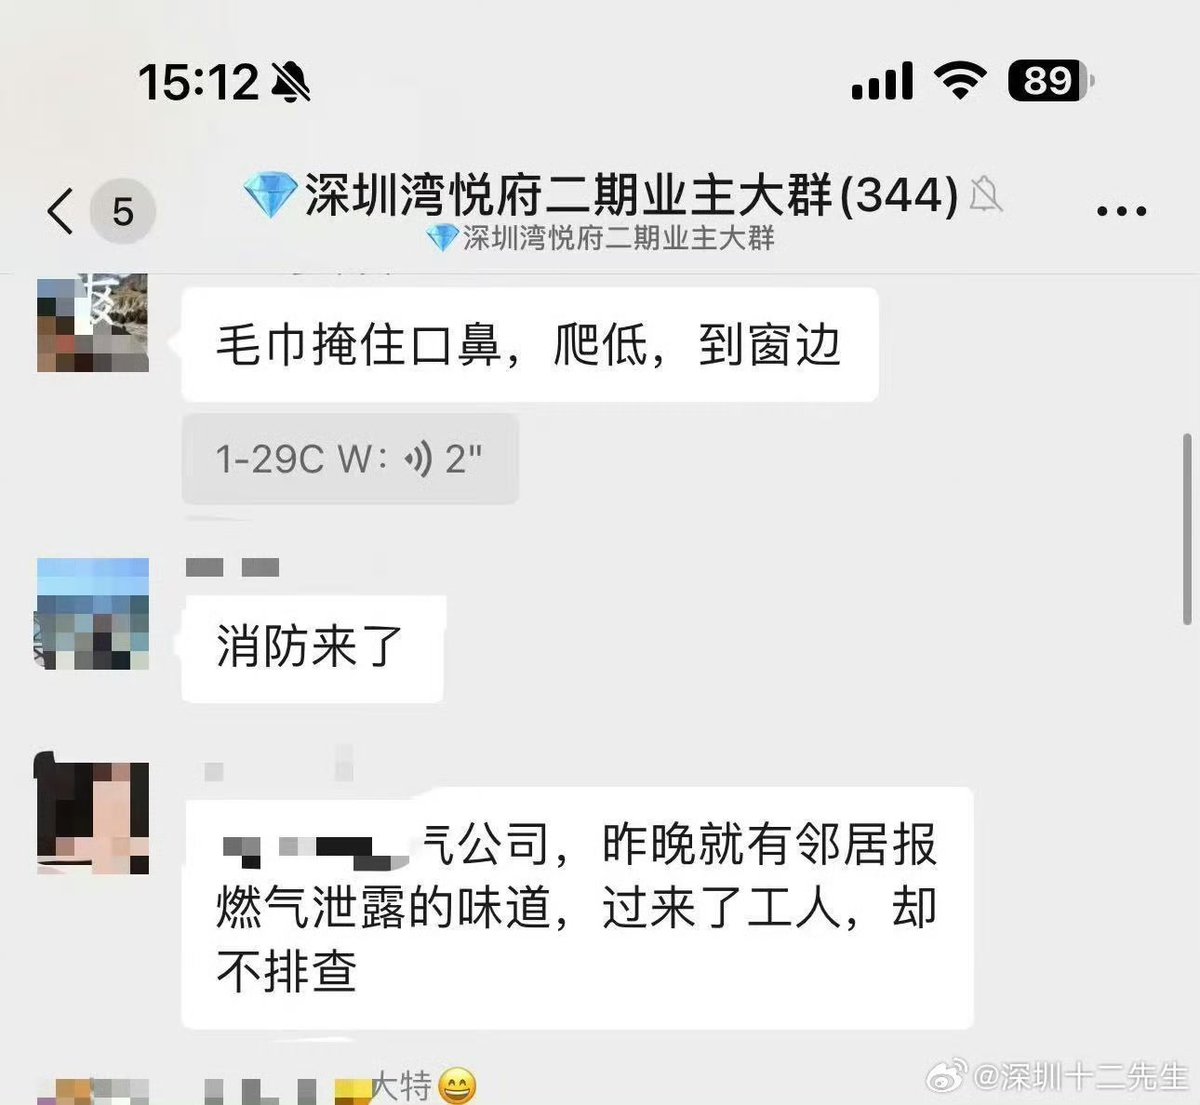 15:12
89
5
💎深圳湾悦府二期业主大群(344)
💎深圳湾悦府二期业主大群
友
毛巾掩住口鼻，爬低，到窗边
1-29C W: 2"
消防来了
气公司，昨晚就有邻居报
燃气泄露的味道，过来了工人，却
不排查
大特😄
@深圳十二先生